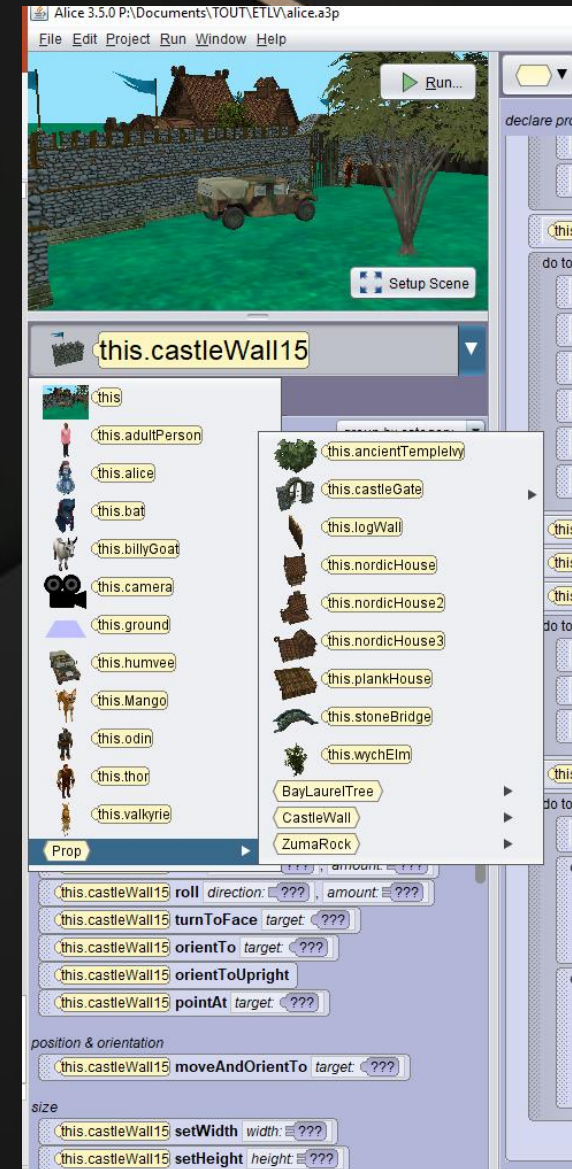 Alice 3.5.0 P:\Documents\TOUT\ETLV\alice.a3p
File Edit Project Run Window Help
Run...
declare pro
Setup Scene
this.castleWall15
this
this.adultPerson
this.alice
this.bat
this.billyGoat
this.camera
this.ground
this.humvee
this.Mango
this.odin
this.thor
this.valkyrie
Prop
this.ancientTempleIvy
this.castleGate
this.logWall
this.nordicHouse
this.nordicHouse2
this.nordicHouse3
this.plankHouse
this.stoneBridge
this.wychElm
BayLaurelTree
CastleWall
ZumaRock
??? , amount: ???
this.castleWall15 roll direction: ??? , amount: ???
this.castleWall15 turnToFace target: ???
this.castleWall15 orientTo target: ???
this.castleWall15 orientToUpright
this.castleWall15 pointAt target: ???
position & orientation
this.castleWall15 moveAndOrientTo target: ???
size
this.castleWall15 setWidth width: ???
this.castleWall15 setHeight height: ???
this
do to
this
this
this
do to
this
do to